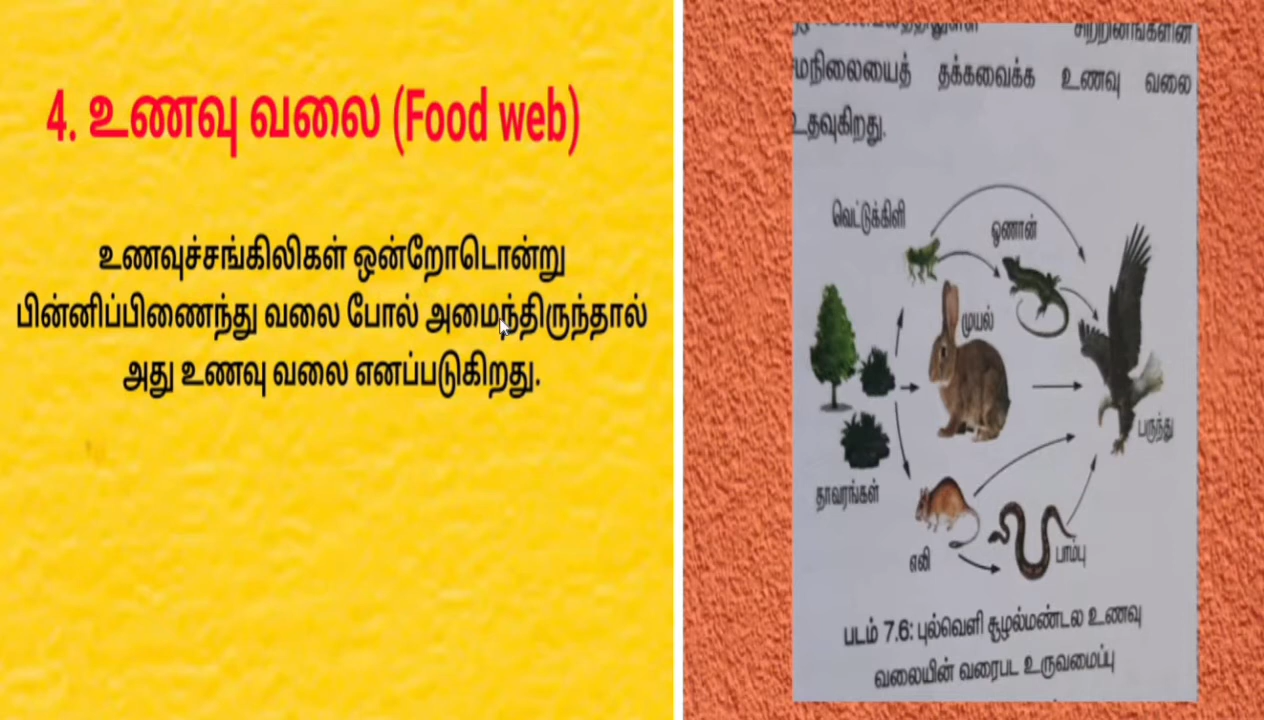 4. உணவு வலை (Food web)
உணவுச்சங்கிலிகள் ஒன்றோடொன்று
பின்னிப்பிணைந்து வலை போல் அமைந்திருந்தால்
அது உணவு வலை எனப்படுகிறது.
சிற்றினங்களின்
மநிலையைத் தக்கவைக்க உணவு வலை
உதவுகிறது.
வெட்டுக்கிளி
ஓணான்
முயல்
பருந்து
தாவரங்கள்
எலி
பாம்பு
படம் 7.6: புல்வெளி சூழல்மண்டல உணவு
வலையின் வரைபட உருவமைப்பு